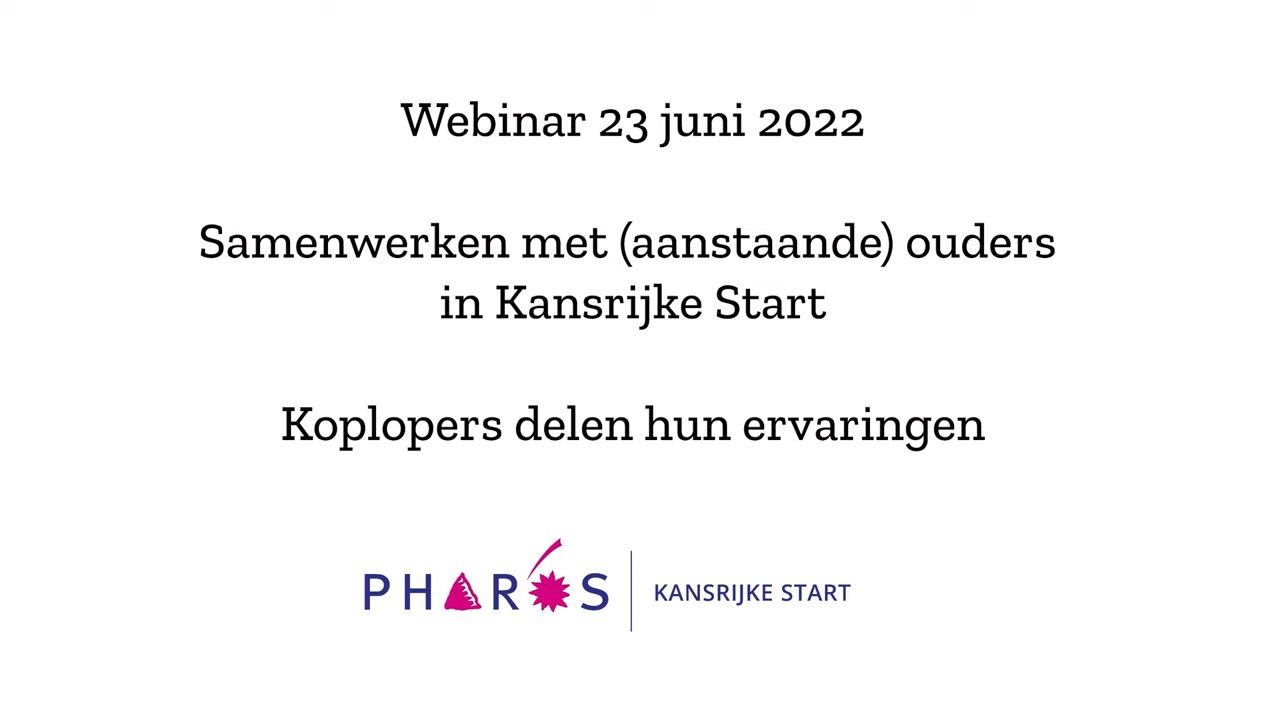 Webinar 23 juni 2022
Samenwerken met (aanstaande) ouders
in Kansrijke Start
Koplopers delen hun ervaringen
PHAROS
KANSRIJKE START